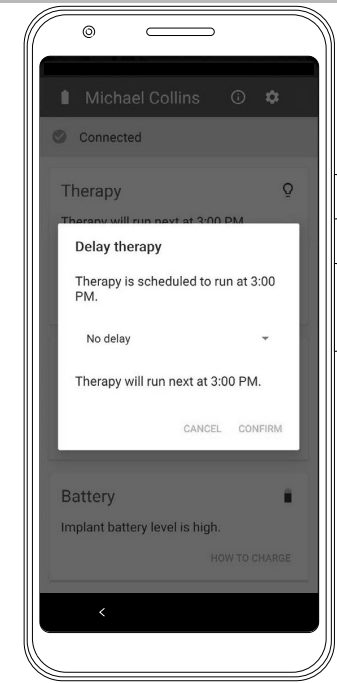 Michael Collins
Connected
Therapy
Therapy will run next at 3:00 PM
Delay therapy
Therapy is scheduled to run at 3:00
PM.
No delay
Therapy will run next at 3:00 PM.
CANCEL CONFIRM
Battery
Implant battery level is high.
HOW TO CHARGE